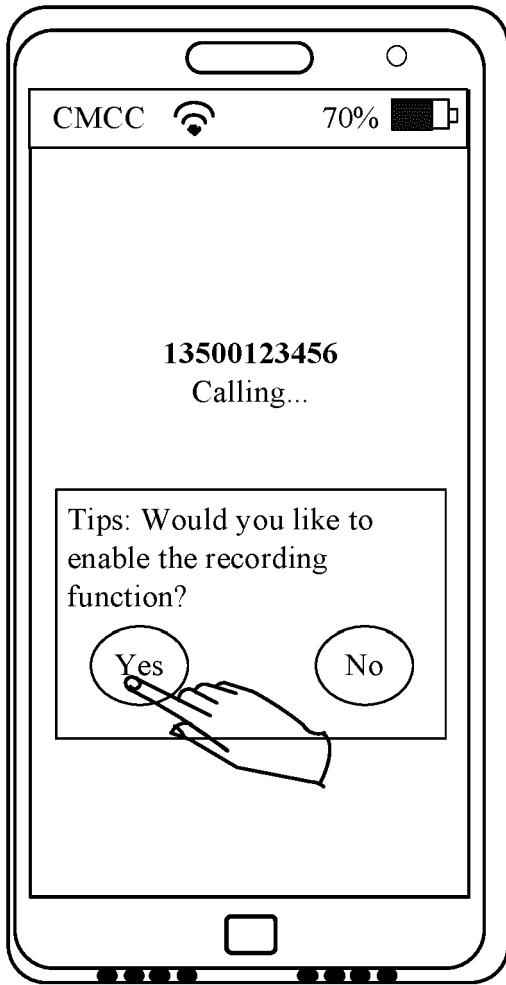 CMCC 70%
13500123456
Calling...
Tips: Would you like to
enable the recording
function?
Yes No